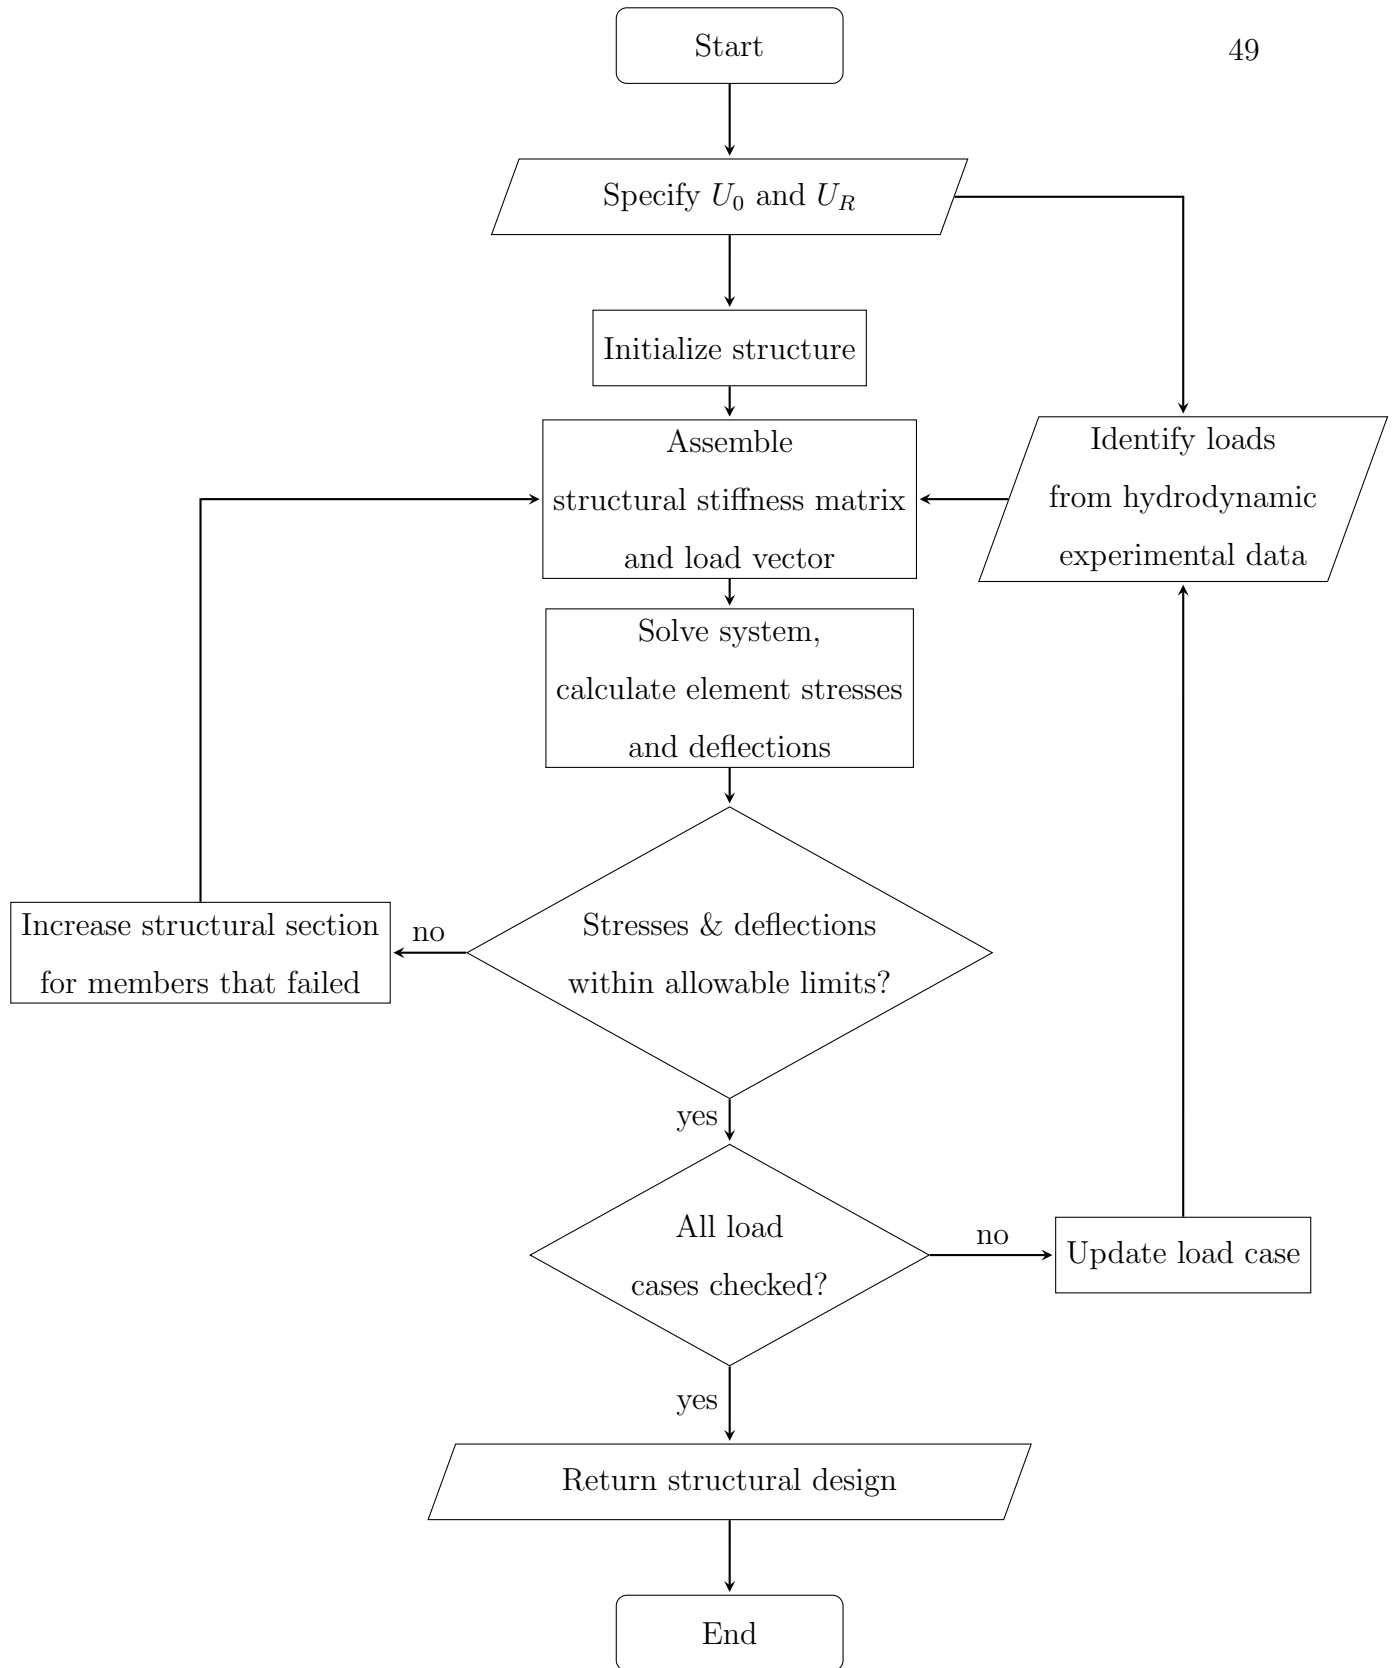 49
Start
Specify U₀ and U_R
Initialize structure
Assemble
structural stiffness matrix
and load vector
Identify loads
from hydrodynamic
experimental data
Solve system,
calculate element stresses
and deflections
Stresses & deflections
within allowable limits?
no
Increase structural section
for members that failed
yes
All load
cases checked?
no
Update load case
yes
Return structural design
End